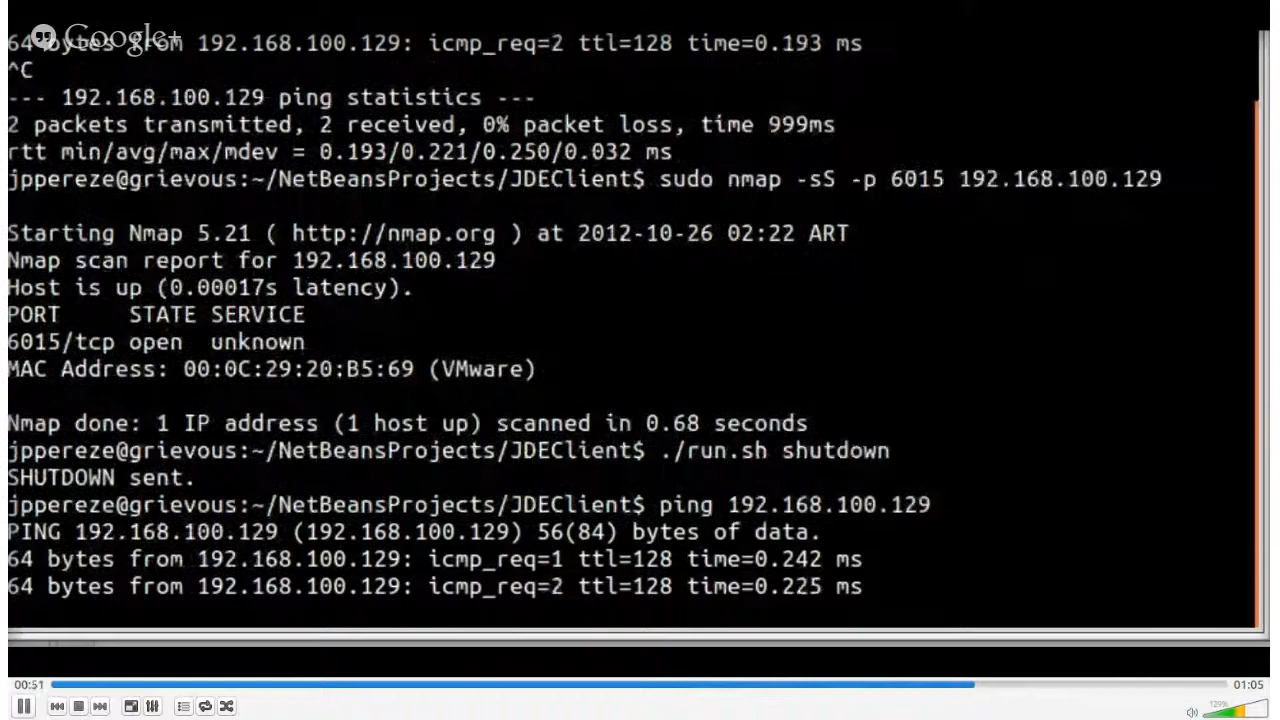 Google+
64 bytes from 192.168.100.129: icmp_req=2 ttl=128 time=0.193 ms
^C
--- 192.168.100.129 ping statistics ---
2 packets transmitted, 2 received, 0% packet loss, time 999ms
rtt min/avg/max/mdev = 0.193/0.221/0.250/0.032 ms
jppereze@grievous:~/NetBeansProjects/JDEClient$ sudo nmap -sS -p 6015 192.168.100.129
Starting Nmap 5.21 ( http://nmap.org ) at 2012-10-26 02:22 ART
Nmap scan report for 192.168.100.129
Host is up (0.00017s latency).
PORT     STATE SERVICE
6015/tcp open  unknown
MAC Address: 00:0C:29:20:B5:69 (VMware)
Nmap done: 1 IP address (1 host up) scanned in 0.68 seconds
jppereze@grievous:~/NetBeansProjects/JDEClient$ ./run.sh shutdown
SHUTDOWN sent.
jppereze@grievous:~/NetBeansProjects/JDEClient$ ping 192.168.100.129
PING 192.168.100.129 (192.168.100.129) 56(84) bytes of data.
64 bytes from 192.168.100.129: icmp_req=1 ttl=128 time=0.242 ms
64 bytes from 192.168.100.129: icmp_req=2 ttl=128 time=0.225 ms
00:51 01:05
129%